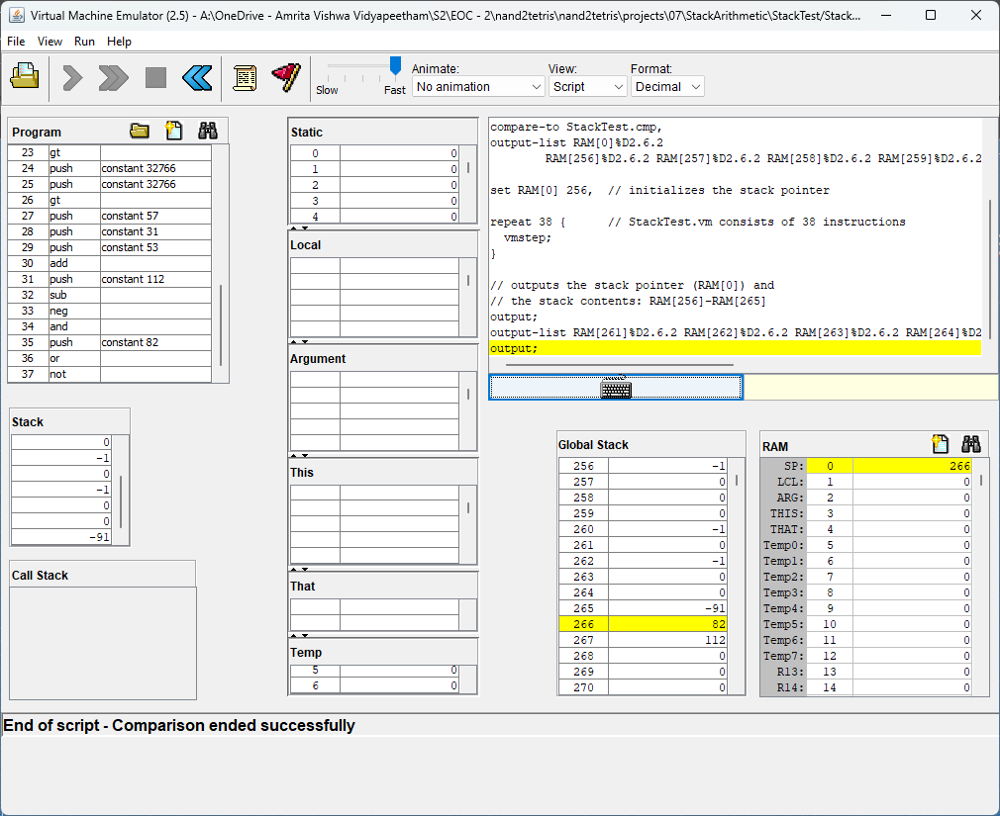 Virtual Machine Emulator (2.5) - A:\OneDrive - Amrita Vishwa Vidyapeetham\S2\EOC - 2\nand2tetris\nand2tetris\projects\07\StackArithmetic\StackTest/Stack...
File View Run Help
Slow Fast
Animate:
No animation
View:
Script
Format:
Decimal
Program
23 gt
24 push constant 32766
25 push constant 32766
26 gt
27 push constant 57
28 push constant 31
29 push constant 53
30 add
31 push constant 112
32 sub
33 neg
34 and
35 push constant 82
36 or
37 not
Stack
0
-1
0
-1
0
0
-91
Call Stack
Static
0 0
1 0
2 0
3 0
4 0
Local
Argument
This
That
Temp
5 0
6 0
compare-to StackTest.cmp,
output-list RAM[0]%D2.6.2
RAM[256]%D2.6.2 RAM[257]%D2.6.2 RAM[258]%D2.6.2 RAM[259]%D2.6.2
set RAM[0] 256, // initializes the stack pointer
repeat 38 { // StackTest.vm consists of 38 instructions
vmstep;
}
// outputs the stack pointer (RAM[0]) and
// the stack contents: RAM[256]-RAM[265]
output;
output-list RAM[261]%D2.6.2 RAM[262]%D2.6.2 RAM[263]%D2.6.2 RAM[264]%D2
output;
Global Stack
256 -1
257 0
258 0
259 0
260 -1
261 0
262 -1
263 0
264 0
265 -91
266 82
267 112
268 0
269 0
270 0
RAM
SP: 0 266
LCL: 1 0
ARG: 2 0
THIS: 3 0
THAT: 4 0
Temp0: 5 0
Temp1: 6 0
Temp2: 7 0
Temp3: 8 0
Temp4: 9 0
Temp5: 10 0
Temp6: 11 0
Temp7: 12 0
R13: 13 0
R14: 14 0
End of script - Comparison ended successfully